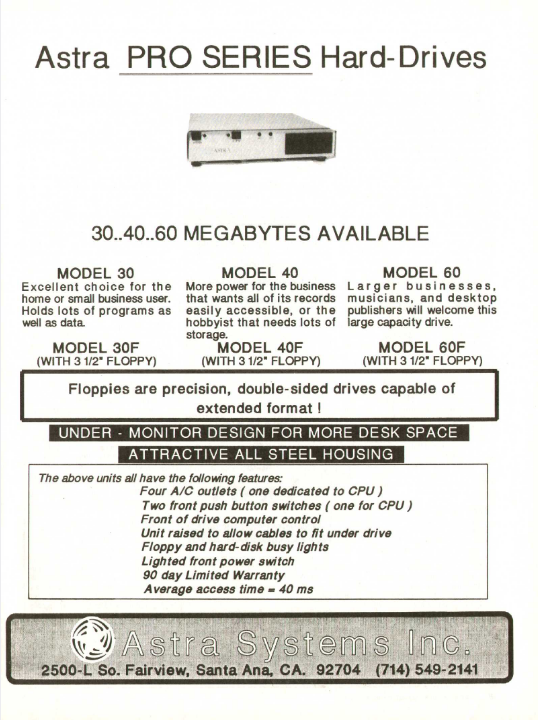 Astra PRO SERIES Hard-Drives
ASTRA
30..40..60 MEGABYTES AVAILABLE
MODEL 30
Excellent choice for the
home or small business user.
Holds lots of programs as
well as data.
MODEL 30F
(WITH 3 1/2" FLOPPY)
MODEL 40
More power for the business
that wants all of its records
easily accessible, or the
hobbyist that needs lots of
storage.
MODEL 40F
(WITH 3 1/2" FLOPPY)
MODEL 60
Larger businesses,
musicians, and desktop
publishers will welcome this
large capacity drive.
MODEL 60F
(WITH 3 1/2" FLOPPY)
Floppies are precision, double-sided drives capable of
extended format !
UNDER - MONITOR DESIGN FOR MORE DESK SPACE
ATTRACTIVE ALL STEEL HOUSING
The above units all have the following features:
Four A/C outlets ( one dedicated to CPU )
Two front push button switches ( one for CPU )
Front of drive computer control
Unit raised to allow cables to fit under drive
Floppy and hard-disk busy lights
Lighted front power switch
90 day Limited Warranty
Average access time = 40 ms
Astra Systems Inc.
2500-L So. Fairview, Santa Ana, CA. 92704 (714) 549-2141